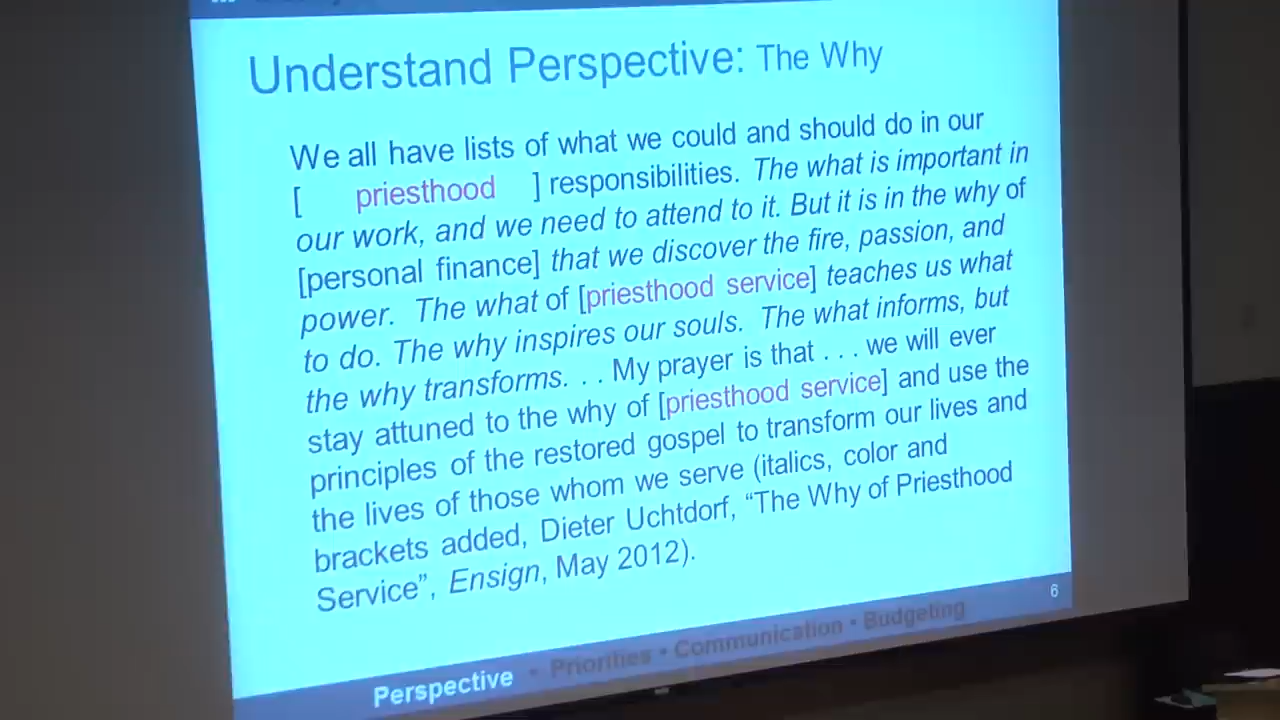 Understand Perspective: The Why
We all have lists of what we could and should do in our
[ priesthood ] responsibilities. The what is important in
our work, and we need to attend to it. But it is in the why of
[personal finance] that we discover the fire, passion, and
power. The what of [priesthood service] teaches us what
to do. The why inspires our souls. The what informs, but
the why transforms. . . My prayer is that . . . we will ever
stay attuned to the why of [priesthood service] and use the
principles of the restored gospel to transform our lives and
the lives of those whom we serve (italics, color and
brackets added, Dieter Uchtdorf, “The Why of Priesthood
Service”, Ensign, May 2012).
6
Perspective • Priorities • Communication • Budgeting